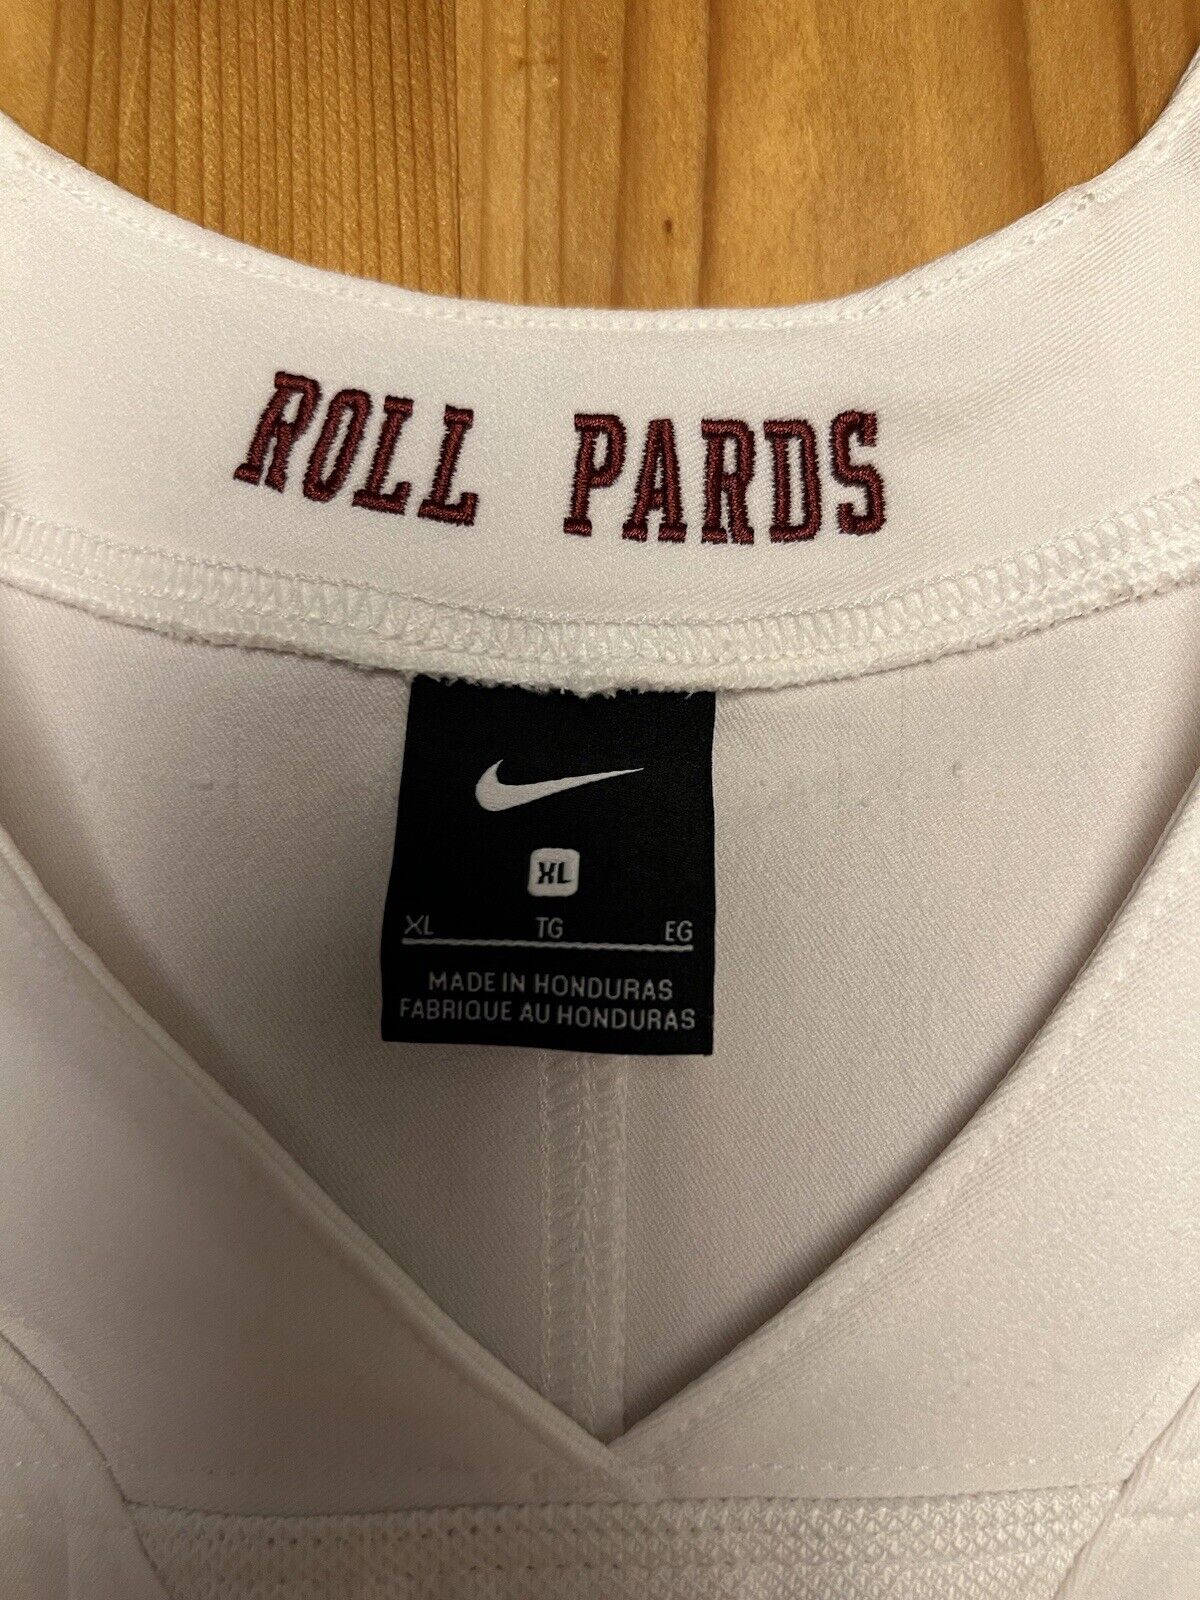 ROLL PARDS
XL
XL TG EG
MADE IN HONDURAS
FABRIQUE AU HONDURAS